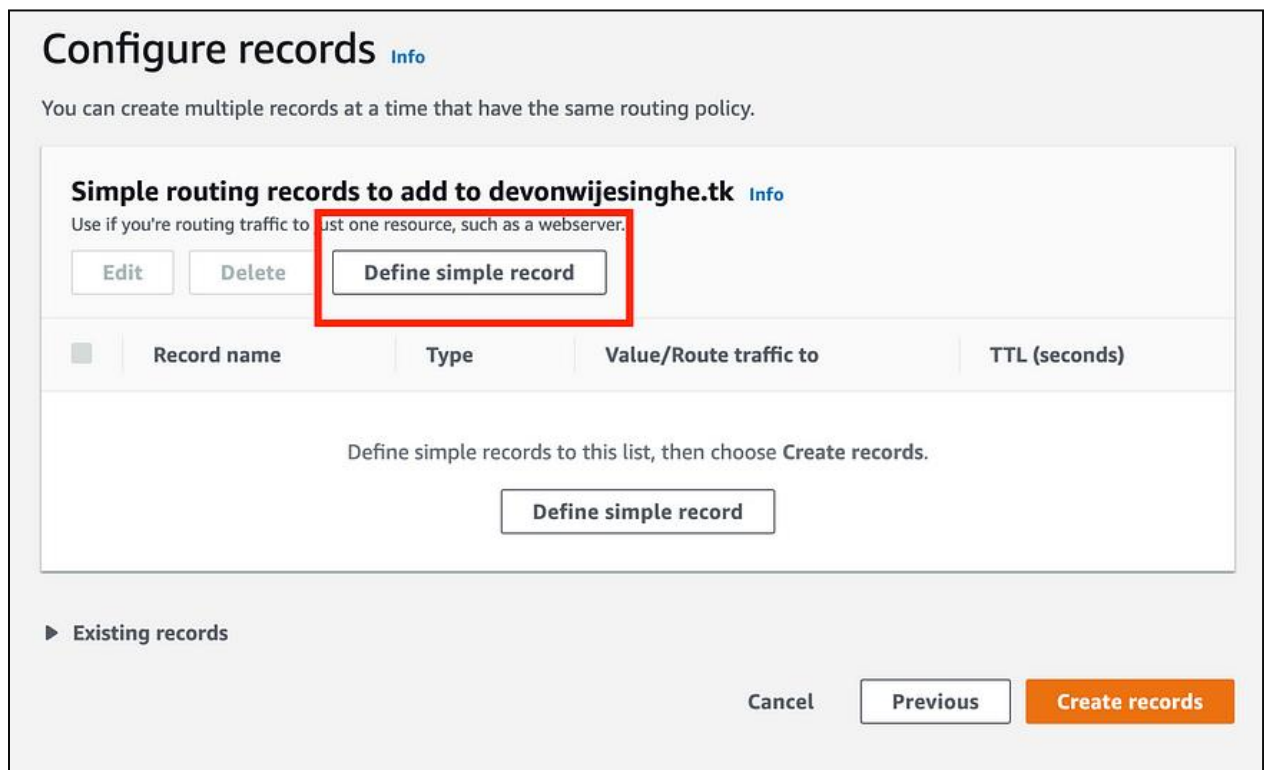 Configure records Info
You can create multiple records at a time that have the same routing policy.
Simple routing records to add to devonwijesinghe.tk Info
Use if you're routing traffic to just one resource, such as a webserver.
Edit Delete Define simple record
Record name Type Value/Route traffic to TTL (seconds)
Define simple records to this list, then choose Create records.
Define simple record
Existing records
Cancel Previous Create records